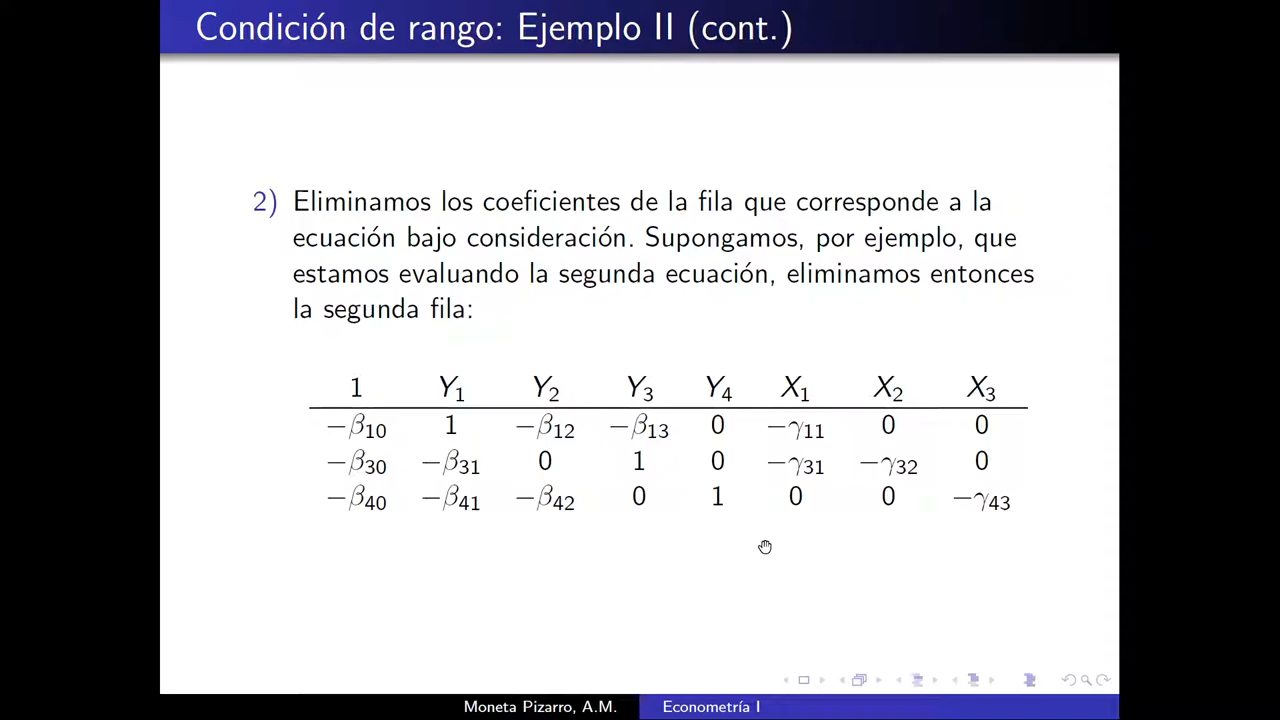 Condición de rango: Ejemplo II (cont.)
2) Eliminamos los coeficientes de la fila que corresponde a la
ecuación bajo consideración. Supongamos, por ejemplo, que
estamos evaluando la segunda ecuación, eliminamos entonces
la segunda fila:
1 Y₁ Y₂ Y₃ Y₄ X₁ X₂ X₃
−β₁₀ 1 −β₁₂ −β₁₃ 0 −γ₁₁ 0 0
−β₃₀ −β₃₁ 0 1 0 −γ₃₁ −γ₃₂ 0
−β₄₀ −β₄₁ −β₄₂ 0 1 0 0 −γ₄₃
Moneta Pizarro, A.M. Econometría I